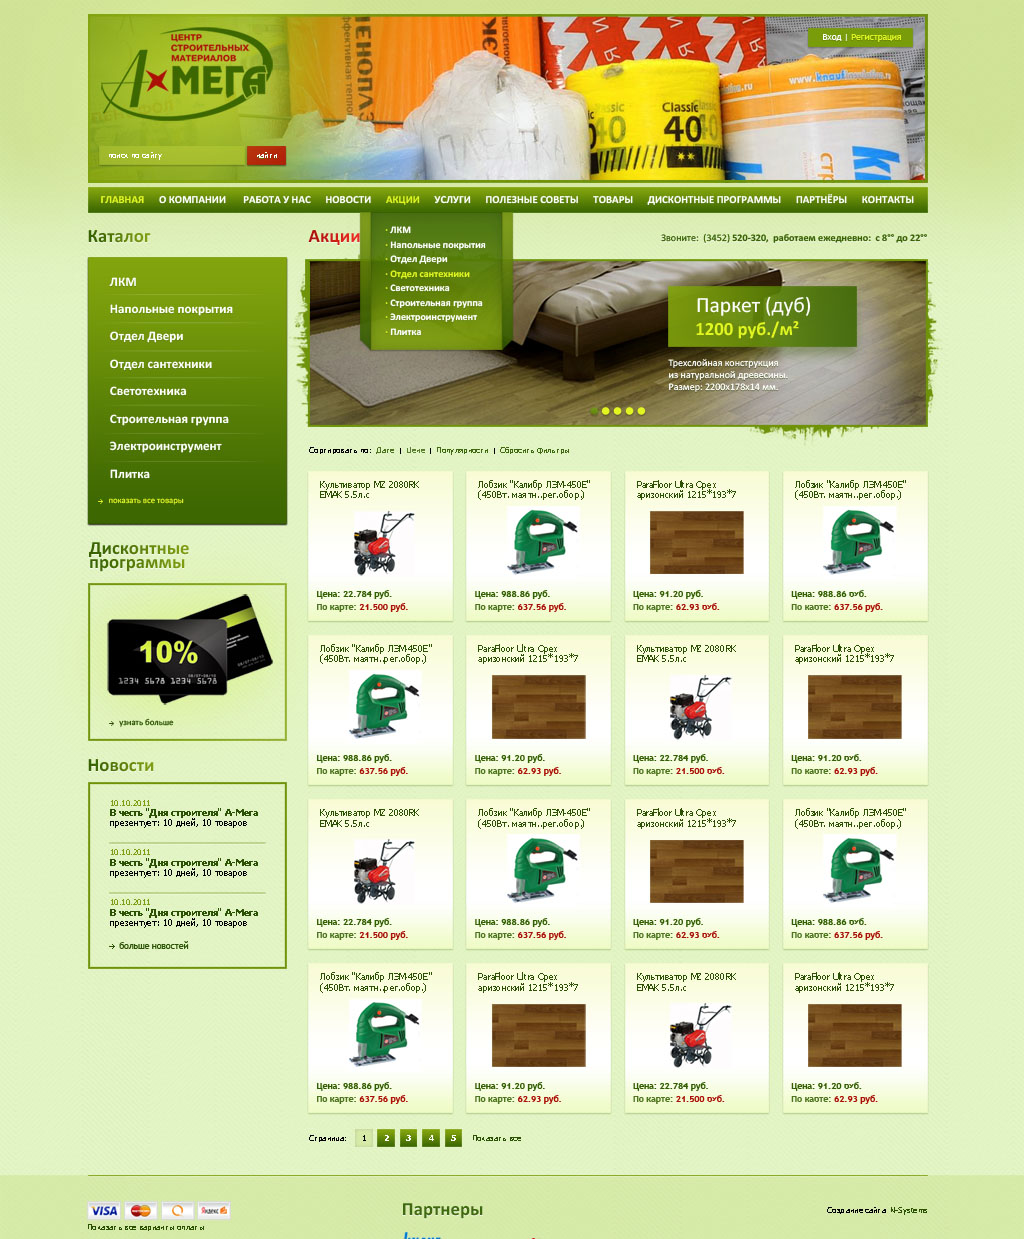 ЦЕНТР
СТРОИТЕЛЬНЫХ
МАТЕРИАЛОВ
А МЕГА
Вход | Регистрация
поиск по сайту
найти
Classic
40
www.knaufinsulation.ru
ГЛАВНАЯ О КОМПАНИИ РАБОТА У НАС НОВОСТИ АКЦИИ УСЛУГИ ПОЛЕЗНЫЕ СОВЕТЫ ТОВАРЫ ДИСКОНТНЫЕ ПРОГРАММЫ ПАРТНЁРЫ КОНТАКТЫ
· ЛКМ
· Напольные покрытия
· Отдел Двери
· Отдел сантехники
· Светотехника
· Строительная группа
· Электроинструмент
· Плитка
Каталог
ЛКМ
Напольные покрытия
Отдел Двери
Отдел сантехники
Светотехника
Строительная группа
Электроинструмент
Плитка
→ показать все товары
Дисконтные
программы
10%
1234 5678 1234 5678
→ узнать больше
Новости
10.10.2011
В честь "Дня строителя" А-Мега
презентует: 10 дней, 10 товаров
10.10.2011
В честь "Дня строителя" А-Мега
презентует: 10 дней, 10 товаров
10.10.2011
В честь "Дня строителя" А-Мега
презентует: 10 дней, 10 товаров
→ больше новостей
Акции
Звоните: (3452) 520-320, работаем ежедневно: с 8°° до 22°°
Паркет (дуб)
1200 руб./м²
Трехслойная конструкция
из натуральной древесины.
Размер: 2200х178х14 мм.
Сортировать по: Дате | Цене | Популярности | Сбросить фильтры
Культиватор MZ 2080RK
EMAK 5.5л.с
Цена: 22.784 руб.
По карте: 21.500 руб.
Лобзик "Калибр ЛЭМ-450Е"
(450Вт. маятн..рег.обор.)
Цена: 988.86 руб.
По карте: 637.56 руб.
ParaFloor Ultra Орех
аризонский 1215*193*7
Цена: 91.20 руб.
По карте: 62.93 руб.
Лобзик "Калибр ЛЭМ-450Е"
(450Вт. маятн..рег.обор.)
Цена: 988.86 руб.
По карте: 637.56 руб.
Лобзик "Калибр ЛЭМ-450Е"
(450Вт. маятн..рег.обор.)
Цена: 988.86 руб.
По карте: 637.56 руб.
ParaFloor Ultra Орех
аризонский 1215*193*7
Цена: 91.20 руб.
По карте: 62.93 руб.
Культиватор MZ 2080RK
EMAK 5.5л.с
Цена: 22.784 руб.
По карте: 21.500 руб.
ParaFloor Ultra Орех
аризонский 1215*193*7
Цена: 91.20 руб.
По карте: 62.93 руб.
Культиватор MZ 2080RK
EMAK 5.5л.с
Цена: 22.784 руб.
По карте: 21.500 руб.
Лобзик "Калибр ЛЭМ-450Е"
(450Вт. маятн..рег.обор.)
Цена: 988.86 руб.
По карте: 637.56 руб.
ParaFloor Ultra Орех
аризонский 1215*193*7
Цена: 91.20 руб.
По карте: 62.93 руб.
Лобзик "Калибр ЛЭМ-450Е"
(450Вт. маятн..рег.обор.)
Цена: 988.86 руб.
По карте: 637.56 руб.
Лобзик "Калибр ЛЭМ-450Е"
(450Вт. маятн..рег.обор.)
Цена: 988.86 руб.
По карте: 637.56 руб.
ParaFloor Ultra Орех
аризонский 1215*193*7
Цена: 91.20 руб.
По карте: 62.93 руб.
Культиватор MZ 2080RK
EMAK 5.5л.с
Цена: 22.784 руб.
По карте: 21.500 руб.
ParaFloor Ultra Орех
аризонский 1215*193*7
Цена: 91.20 руб.
По карте: 62.93 руб.
Страница: 1 2 3 4 5 Показать все
VISA MasterCard Яндекс
Показать все варианты оплаты
Партнеры
Создание сайта N-Systems